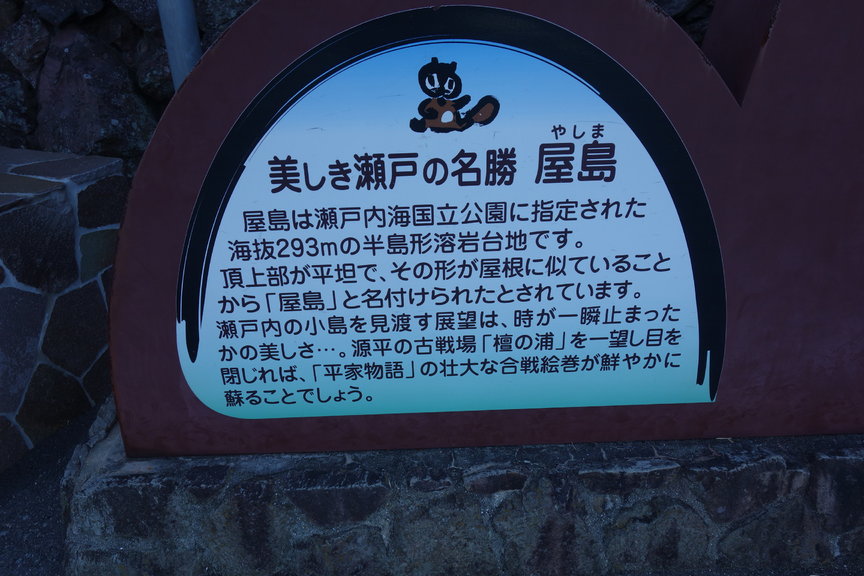 やしま
美しき瀬戸の名勝 屋島
屋島は瀬戸内海国立公園に指定された
海抜293mの半島形溶岩台地です。
頂上部が平坦で、その形が屋根に似ていること
から「屋島」と名付けられたとされています。
瀬戸内の小島を見渡す展望は、時が一瞬止まった
かの美しさ…。源平の古戦場「檀の浦」を一望し目を
閉じれば、「平家物語」の壮大な合戦絵巻が鮮やかに
蘇ることでしょう。